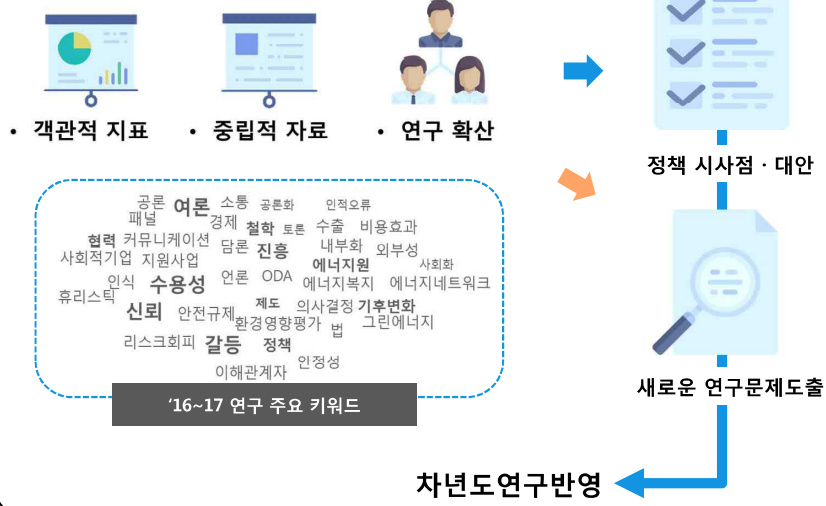 • 객관적 지표
• 중립적 자료
• 연구 확산
정책 시사점 · 대안
공론 여론 소통 공론화 인적오류
패널 경제 철학 토론 수출 비용효과
협력 커뮤니케이션 담론 진흥 내부화 외부성
사회적기업 지원사업 에너지원 사회화
인식 수용성 언론 ODA 에너지복지 에너지네트워크
휴리스틱 신뢰 안전규제 제도 의사결정 기후변화
환경영향평가 법 그린에너지
리스크회피 갈등 정책
이해관계자 인정성
‘16~17 연구 주요 키워드
새로운 연구문제도출
차년도연구반영